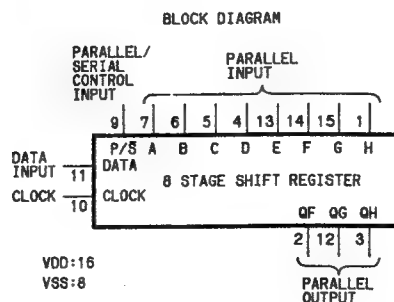 BLOCK DIAGRAM
PARALLEL/
SERIAL
CONTROL
INPUT
PARALLEL
INPUT
9 7 6 5 4 13 14 15 1
P/S̅ A B C D E F G H
DATA
INPUT 11 DATA
8 STAGE SHIFT REGISTER
CLOCK 10 CLOCK
QF QG QH
2 12 3
VDD:16
VSS:8
PARALLEL
OUTPUT